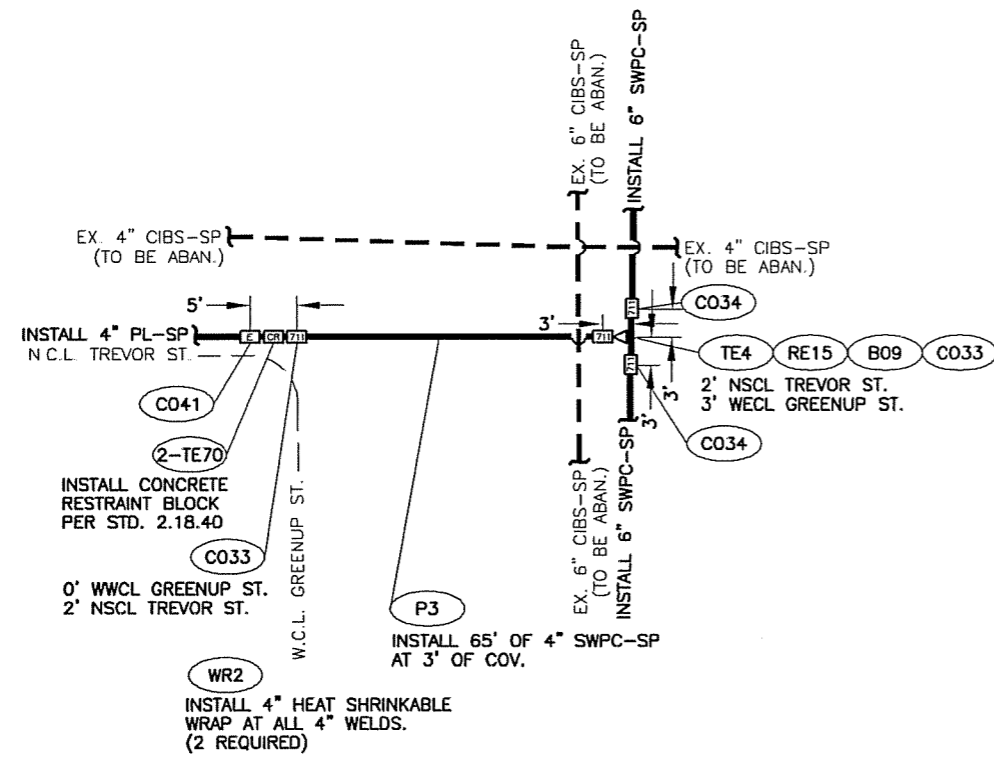 EX. 6" CIBS-SP
(TO BE ABAN.)
INSTALL 6" SWPC-SP
EX. 4" CIBS-SP
(TO BE ABAN.)
EX. 4" CIBS-SP
(TO BE ABAN.)
5'
CO34
3'
INSTALL 4" PL-SP
E
CR
711
711
711
N.C.L. TREVOR ST.
TE4
RE15
B09
CO33
2' NSCL TREVOR ST.
3' WECL GREENUP ST.
711
3'
3'
CO41
CO34
2-TE70
INSTALL CONCRETE
RESTRAINT BLOCK
PER STD. 2.18.40
W.C.L. GREENUP ST.
EX. 6" CIBS-SP
(TO BE ABAN.)
INSTALL 6" SWPC-SP
CO33
0' WWCL GREENUP ST.
2' NSCL TREVOR ST.
P3
INSTALL 65' OF 4" SWPC-SP
AT 3' OF COV.
WR2
INSTALL 4" HEAT SHRINKABLE
WRAP AT ALL 4" WELDS.
(2 REQUIRED)